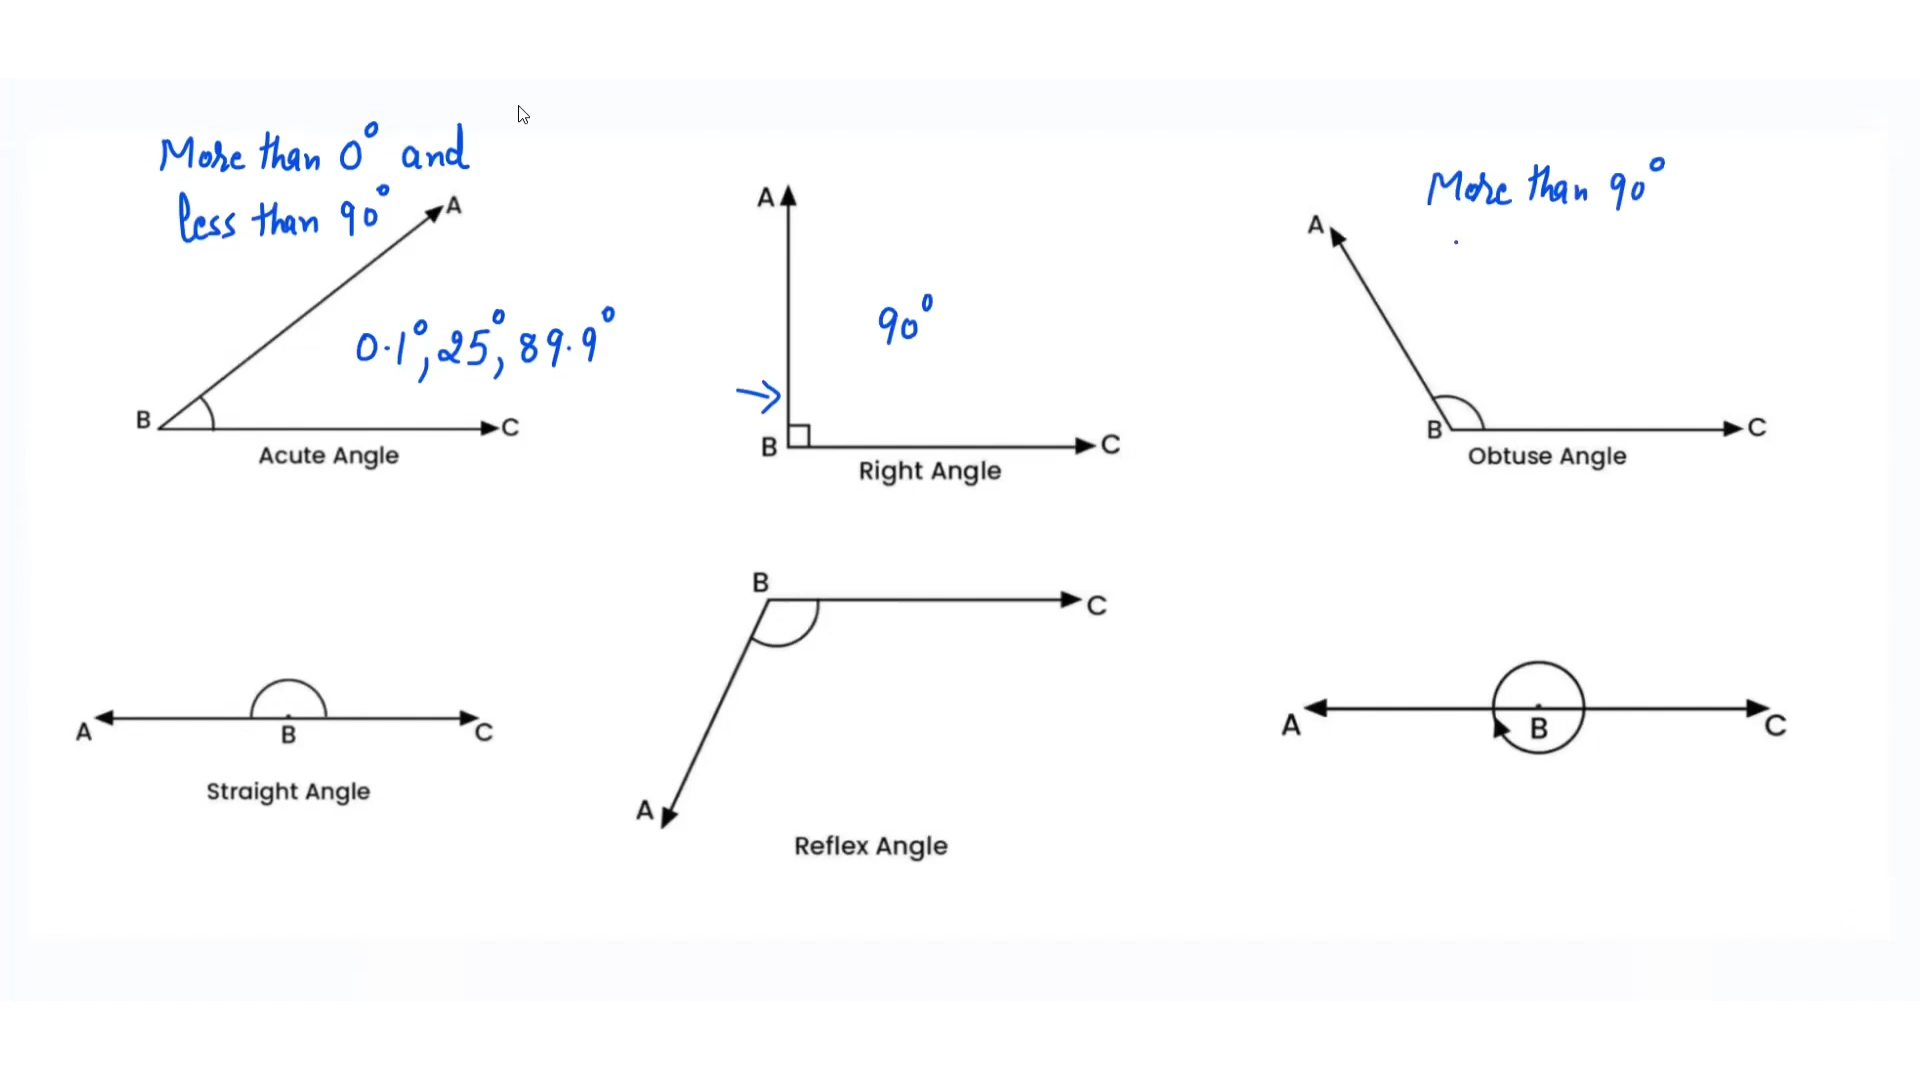 More than 0° and
less than 90°
A
0.1°, 25°, 89.9°
B
C
Acute Angle
A
90°
B
C
Right Angle
More than 90°
A
B
C
Obtuse Angle
A
B
C
Straight Angle
B
C
A
Reflex Angle
A
B
C